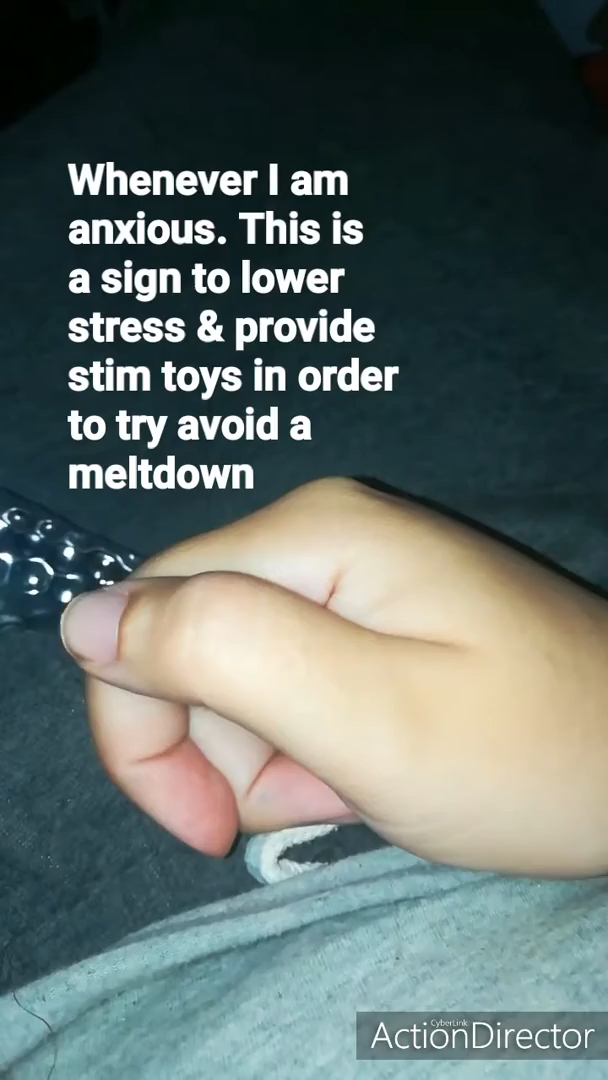 Whenever I am
anxious. This is
a sign to lower
stress & provide
stim toys in order
to try avoid a
meltdown
CyberLink
ActionDirector